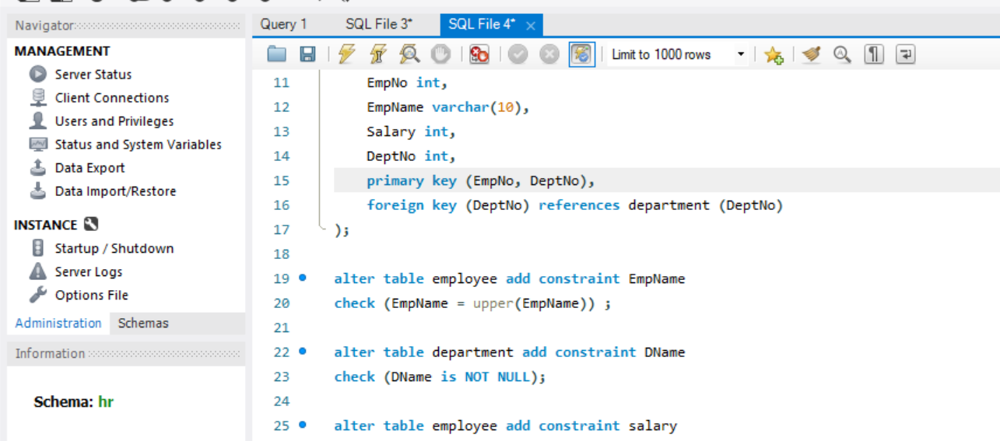 Navigator
MANAGEMENT
Server Status
Client Connections
Users and Privileges
Status and System Variables
Data Export
Data Import/Restore
INSTANCE
Startup / Shutdown
Server Logs
Options File
Administration Schemas
Information
Schema: hr
Query 1 SQL File 3* SQL File 4*
Limit to 1000 rows
11 EmpNo int,
12 EmpName varchar(10),
13 Salary int,
14 DeptNo int,
15 primary key (EmpNo, DeptNo),
16 foreign key (DeptNo) references department (DeptNo)
17 );
18
19 alter table employee add constraint EmpName
20 check (EmpName = upper(EmpName)) ;
21
22 alter table department add constraint DName
23 check (DName is NOT NULL);
24
25 alter table employee add constraint salary